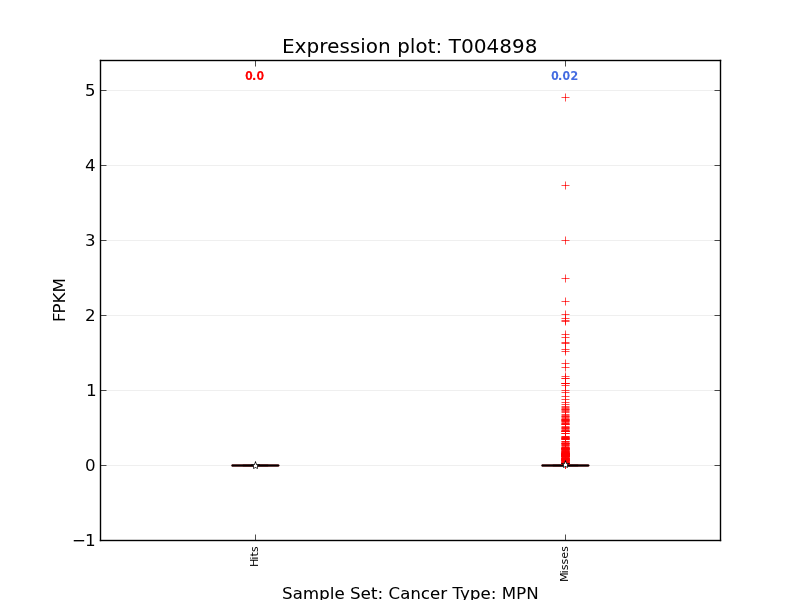 Expression plot: T004898
0.0
0.02
5
4
3
2
1
0
−1
FPKM
Hits
Misses
Sample Set: Cancer Type: MPN